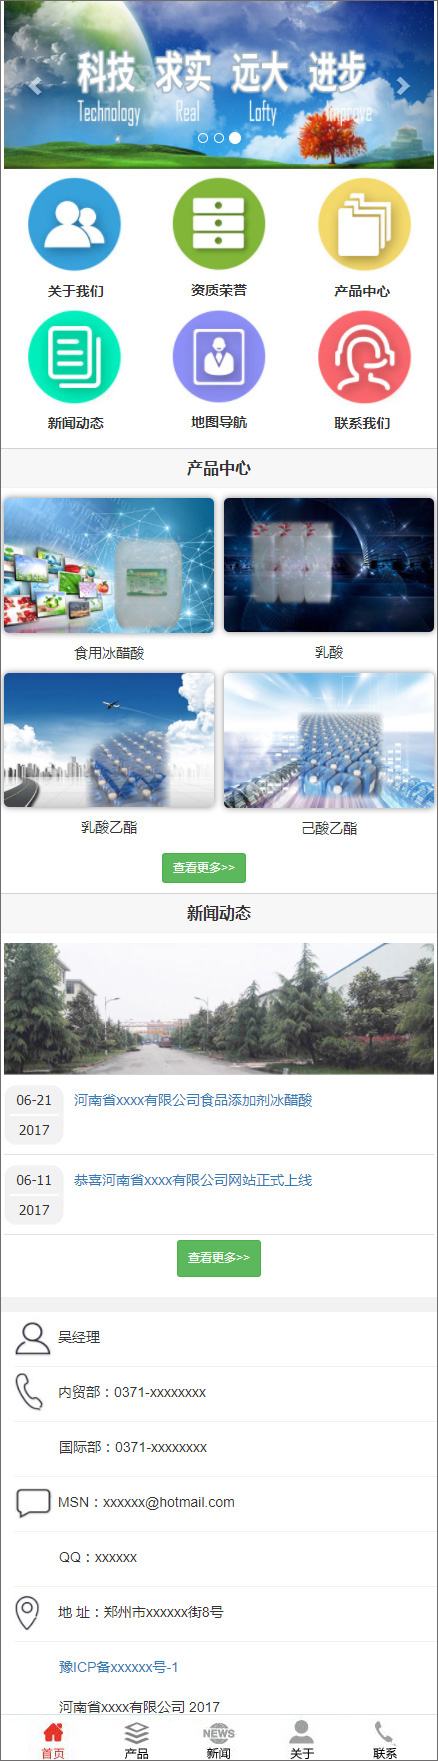 科技 求实 远大 进步
Technology Real Lofty Improve
关于我们 资质荣誉 产品中心
新闻动态 地图导航 联系我们
产品中心
食用冰醋酸 乳酸
乳酸乙酯 己酸乙酯
查看更多>>
新闻动态
06-21 河南省xxxx有限公司食品添加剂冰醋酸
2017
06-11 恭喜河南省xxxx有限公司网站正式上线
2017
查看更多>>
吴经理
内贸部：0371-xxxxxxxx
国际部：0371-xxxxxxxx
MSN：xxxxxx@hotmail.com
QQ：xxxxxx
地 址：郑州市xxxxxx街8号
豫ICP备xxxxxx号-1
河南省xxxx有限公司 2017
NEWS
首页 产品 新闻 关于 联系